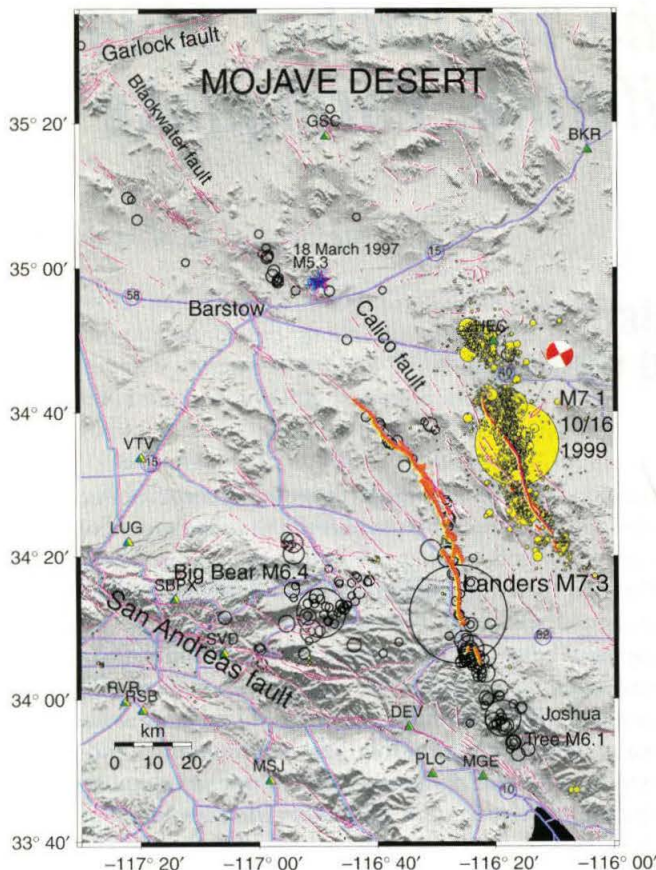 Garlock fault
MOJAVE DESERT
Blackwater fault
35° 20'
GSC
BKR
18 March 1997
M5.3
15
35° 00'
58
Barstow
HEC
Calico fault
40
M7.1
10/16
1999
34° 40'
VTV
15
LUG
34° 20'
Big Bear M6.4
Landers M7.3
SBPX
San Andreas fault
SVD
62
34° 00'
RVR
RSB
DEV
Joshua
Tree M6.1
km
0 10 20
MSJ
PLC
MGE
10
33° 40'
−117° 20' −117° 00' −116° 40' −116° 20' −116° 00'